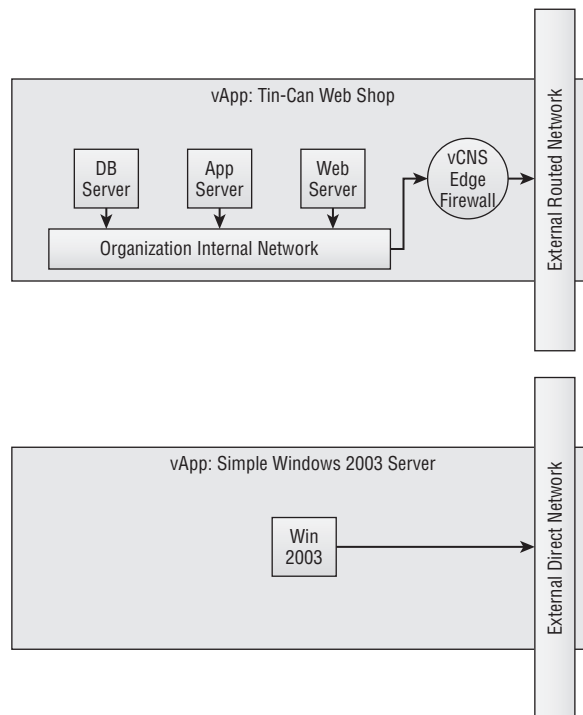 vApp: Tin-Can Web Shop
DB
Server
App
Server
Web
Server
vCNS
Edge
Firewall
Organization Internal Network
External Routed Network
vApp: Simple Windows 2003 Server
Win
2003
External Direct Network